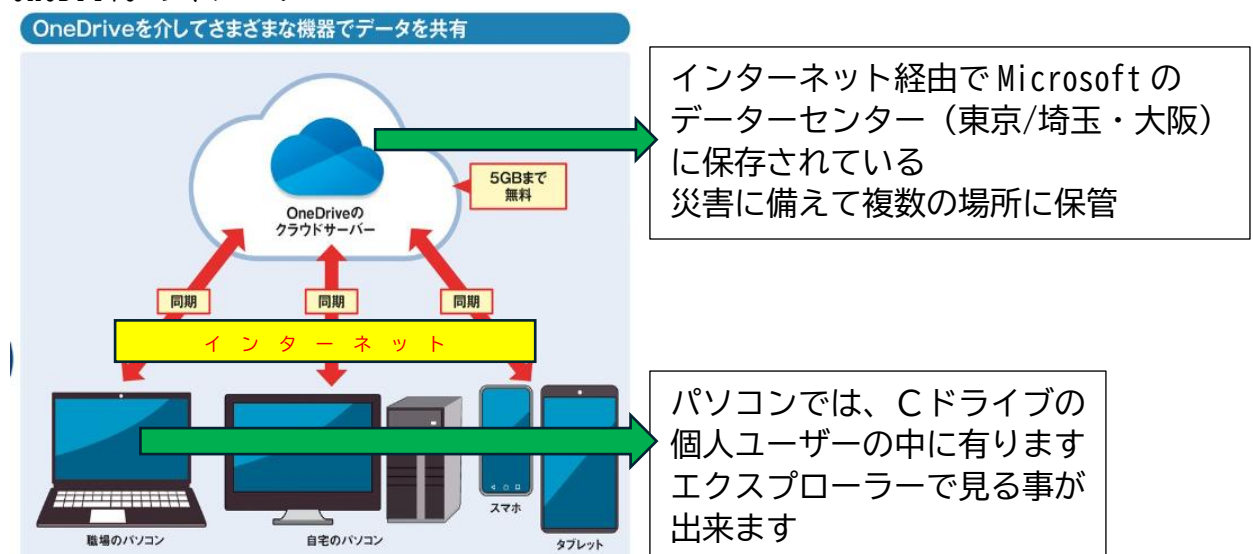 OneDriveを介してさまざまな機器でデータを共有
インターネット経由でMicrosoftの
データーセンター（東京/埼玉・大阪）
に保存されている
災害に備えて複数の場所に保管
5GBまで
無料
OneDriveの
クラウドサーバー
同期
同期
同期
インターネット
パソコンでは、Cドライブの
個人ユーザーの中に有ります
エクスプローラーで見る事が
出来ます
職場のパソコン
自宅のパソコン
スマホ
タブレット